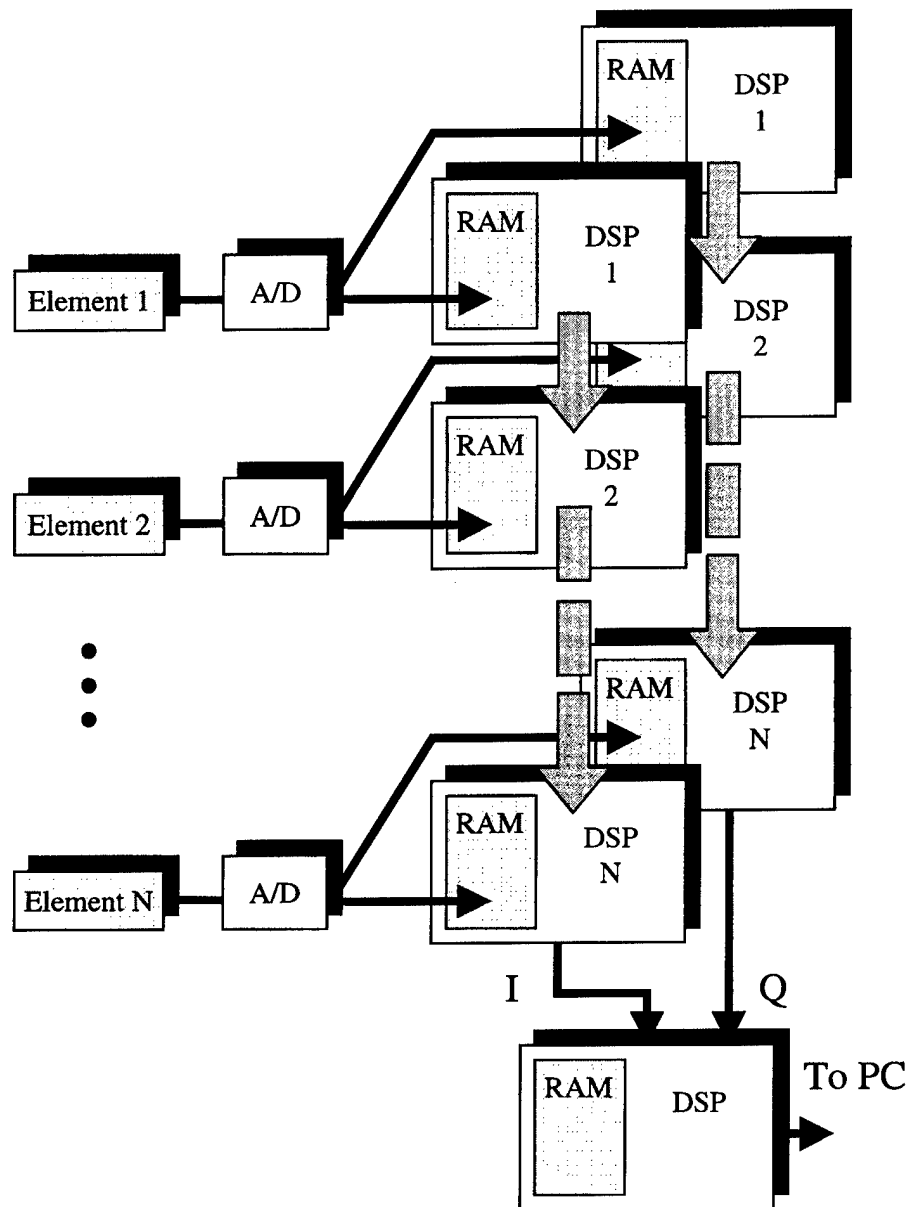 RAM
DSP
1
RAM
DSP
1
Element 1
A/D
DSP
2
RAM
DSP
2
Element 2
A/D
RAM
DSP
N
RAM
DSP
N
Element N
A/D
I
Q
RAM
DSP
To PC